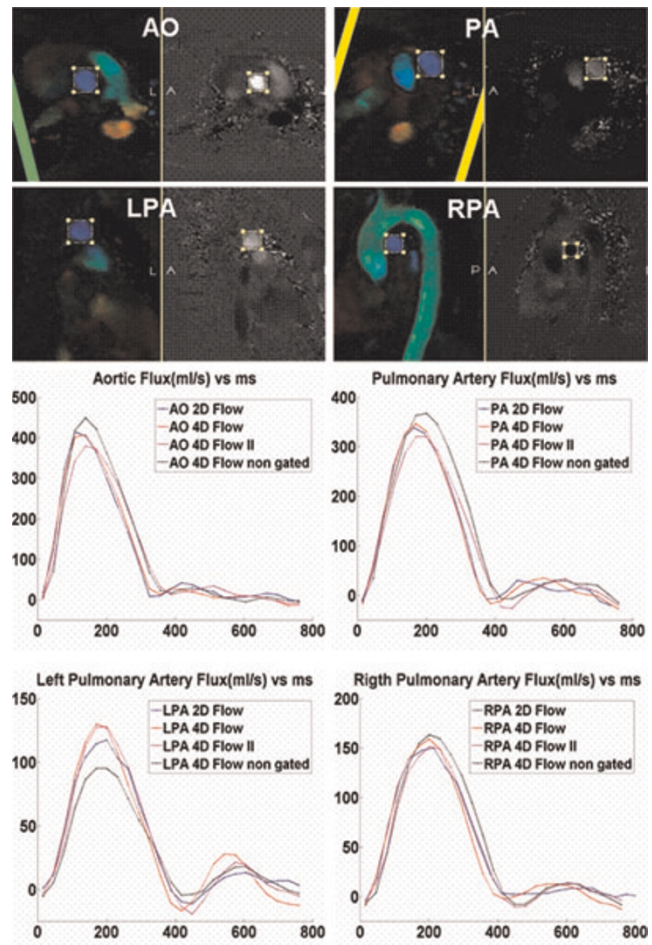 AO
PA
L A
L A
LPA
RPA
L A
P A
Aortic Flux(ml/s) vs ms
500
400
300
200
100
0
0 200 400 600 800
AO 2D Flow
AO 4D Flow
AO 4D Flow II
AO 4D Flow non gated
Pulmonary Artery Flux(ml/s) vs ms
400
300
200
100
0
0 200 400 600 800
PA 2D Flow
PA 4D Flow
PA 4D Flow II
PA 4D Flow non gated
Left Pulmonary Artery Flux(ml/s) vs ms
150
100
50
0
0 200 400 600 800
LPA 2D Flow
LPA 4D Flow
LPA 4D Flow II
LPA 4D Flow non gated
Rigth Pulmonary Artery Flux(ml/s) vs ms
200
150
100
50
0
0 200 400 600 800
RPA 2D Flow
RPA 4D Flow
RPA 4D Flow II
RPA 4D Flow non gated